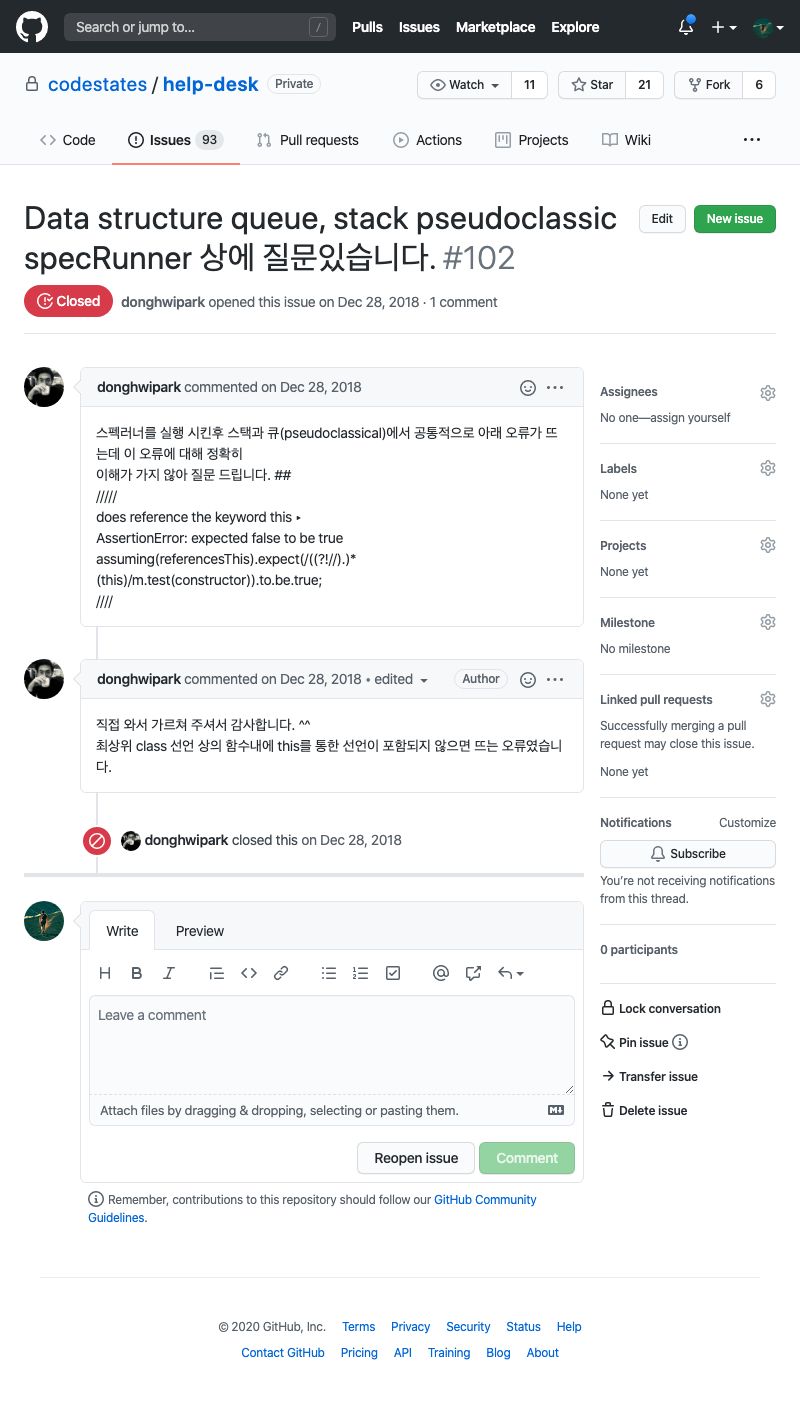 Search or jump to... /
Pulls Issues Marketplace Explore
codestates / help-desk Private
Watch 11 Star 21 Fork 6
Code Issues 93 Pull requests Actions Projects Wiki
Data structure queue, stack pseudoclassic
specRunner 상에 질문있습니다. #102
Edit New issue
Closed donghwipark opened this issue on Dec 28, 2018 · 1 comment
donghwipark commented on Dec 28, 2018
스펙러너를 실행 시킨후 스택과 큐(pseudoclassical)에서 공통적으로 아래 오류가 뜨
는데 이 오류에 대해 정확히
이해가 가지 않아 질문 드립니다. ##
/////
does reference the keyword this ‣
AssertionError: expected false to be true
assuming(referencesThis).expect(/((?!//).)*
(this)/m.test(constructor)).to.be.true;
////
donghwipark commented on Dec 28, 2018 • edited Author
직접 와서 가르쳐 주셔서 감사합니다. ^^
최상위 class 선언 상의 함수내에 this를 통한 선언이 포함되지 않으면 뜨는 오류였습니
다.
donghwipark closed this on Dec 28, 2018
Write Preview
H B I @
Leave a comment
Attach files by dragging & dropping, selecting or pasting them.
Reopen issue Comment
Remember, contributions to this repository should follow our GitHub Community
Guidelines.
Assignees
No one—assign yourself
Labels
None yet
Projects
None yet
Milestone
No milestone
Linked pull requests
Successfully merging a pull
request may close this issue.
None yet
Notifications Customize
Subscribe
You're not receiving notifications
from this thread.
0 participants
Lock conversation
Pin issue
Transfer issue
Delete issue
© 2020 GitHub, Inc. Terms Privacy Security Status Help
Contact GitHub Pricing API Training Blog About